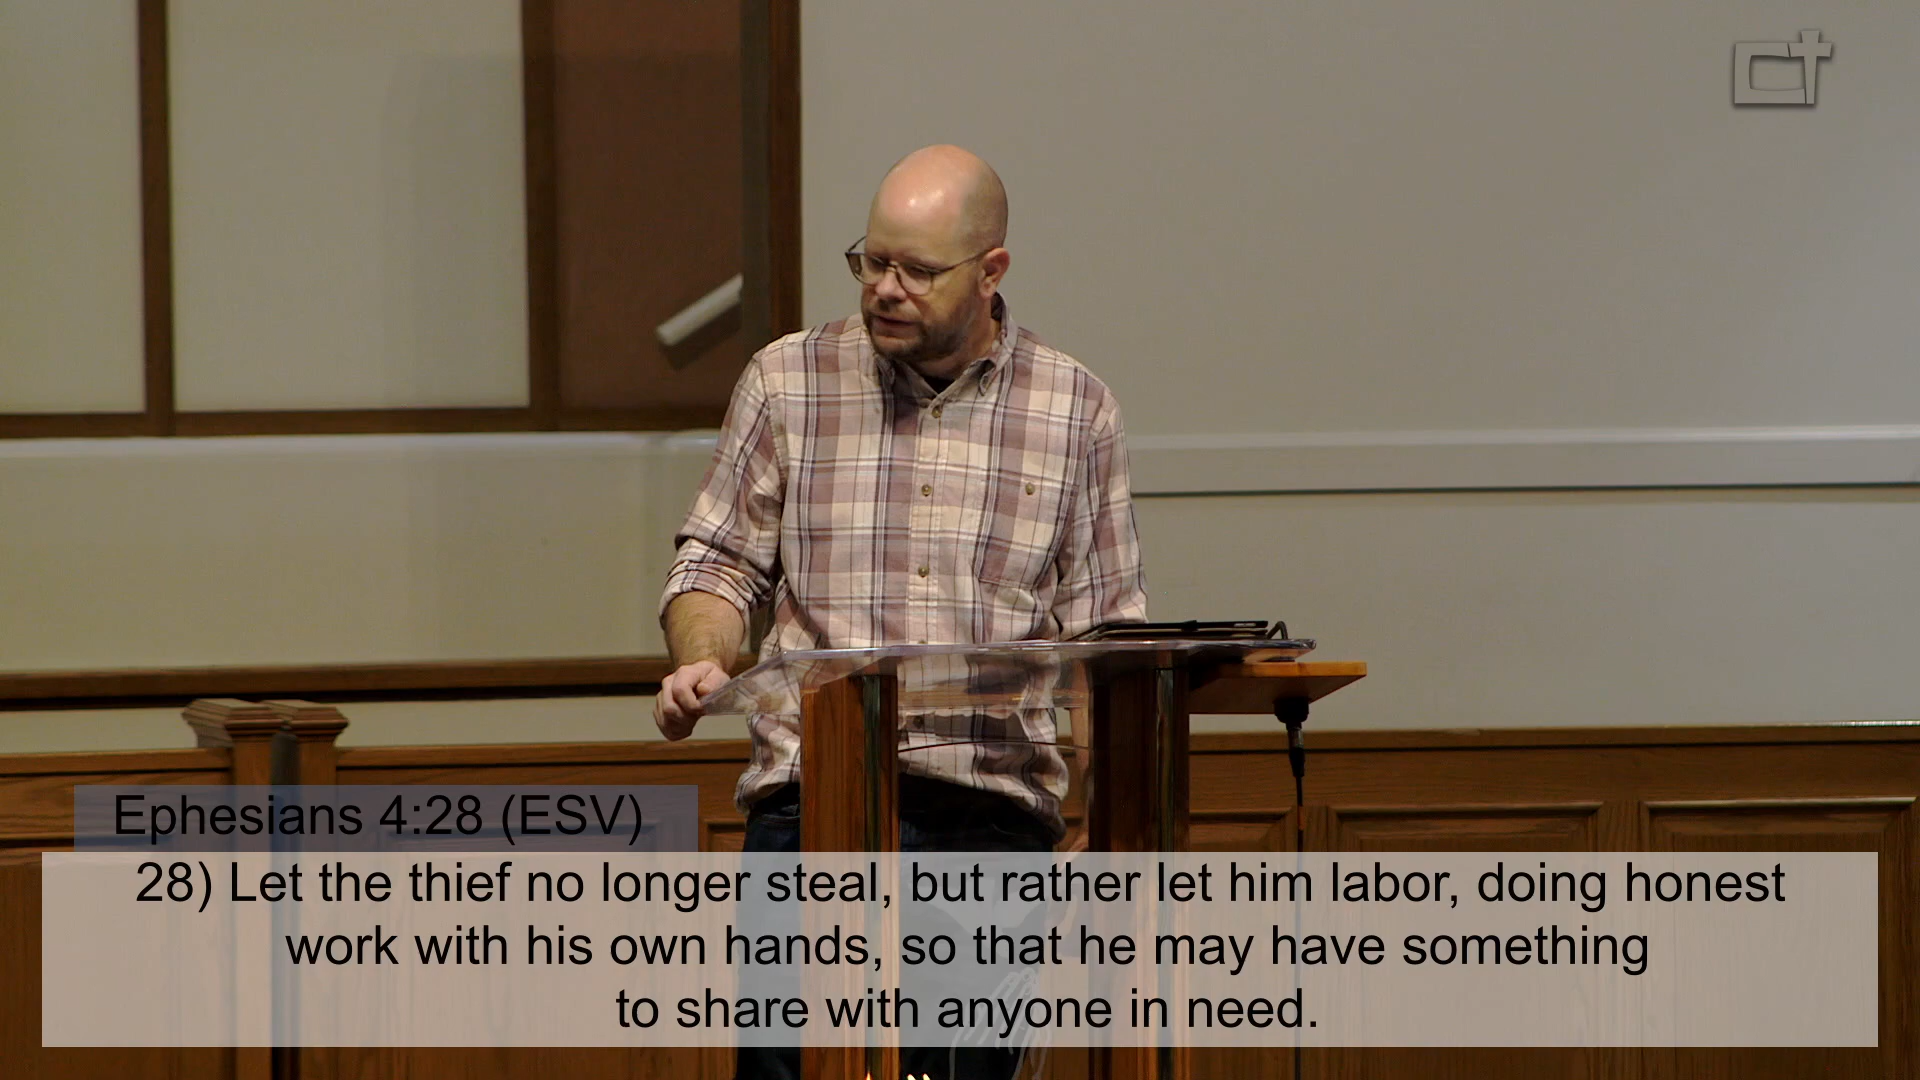 Ephesians 4:28 (ESV)
28) Let the thief no longer steal, but rather let him labor, doing honest
work with his own hands, so that he may have something
to share with anyone in need.